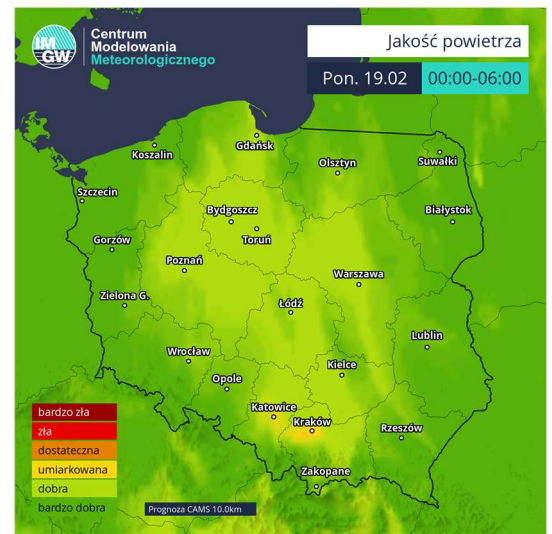 IM
GW
Centrum
Modelowania
Meteorologicznego
Jakość powietrza
Pon. 19.02 00:00-06:00
Koszalin
Gdańsk
Olsztyn
Suwałki
Szczecin
Bydgoszcz
Białystok
Gorzów
Toruń
Poznań
Warszawa
Zielona G.
Łódź
Wrocław
Lublin
Opole
Kielce
Katowice
Kraków
Rzeszów
Zakopane
bardzo zła
zła
dostateczna
umiarkowana
dobra
bardzo dobra
Prognoza CAMS 10.0km